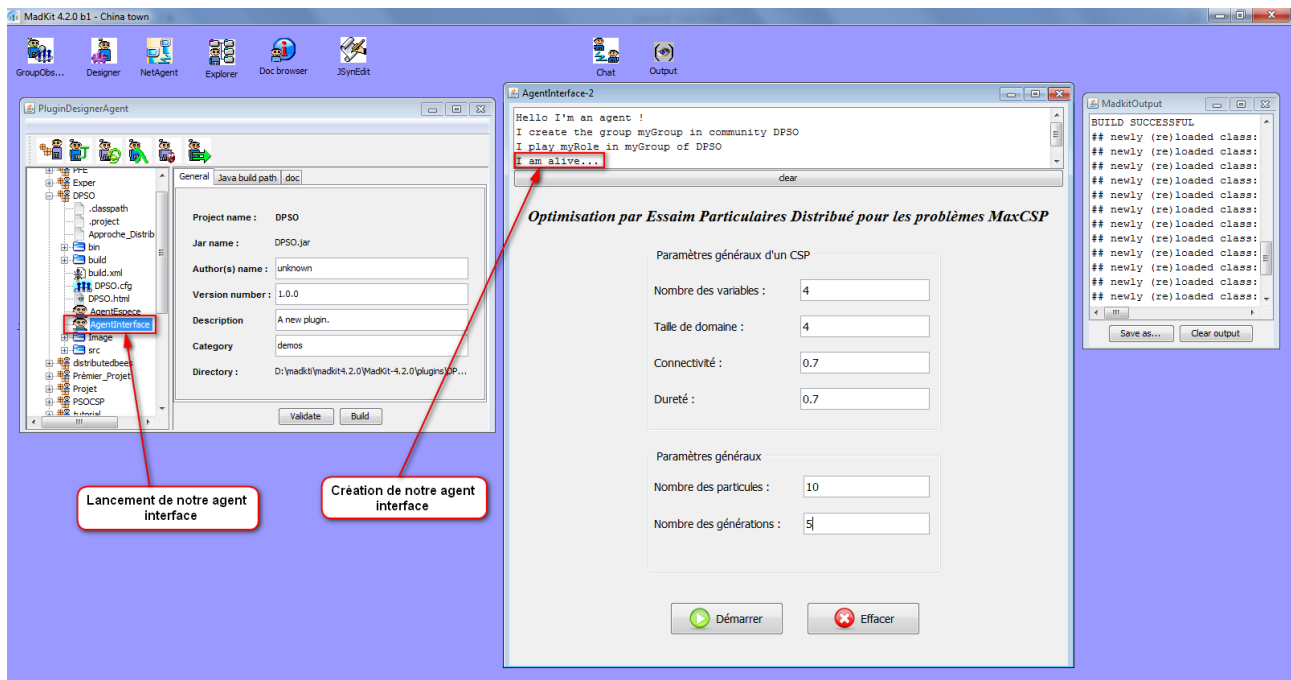 MadKit 4.2.0 b1 - China town
GroupObs...
Designer
NetAgent
Explorer
Doc browser
JSynEdit
Chat
Output
PluginDesignerAgent
PFE
Exper
DPSO
.classpath
.project
Approche_Distrib
bin
build
build.xml
DPSO.cfg
DPSO.html
AgentEspece
AgentInterface
Image
src
distributedbees
Prèmier_Projet
Projet
PSOCSP
tutorial
General
Java build path
doc
Project name : DPSO
Jar name : DPSO.jar
Author(s) name : unknown
Version number : 1.0.0
Description A new plugin.
Category demos
Directory : D:\madkti\madkit4.2.0\MadKit-4.2.0\plugins\DP...
Validate
Build
Lancement de notre agent
interface
Création de notre agent
interface
AgentInterface-2
Hello I'm an agent !
I create the group myGroup in community DPSO
I play myRole in myGroup of DPSO
I am alive...
clear
Optimisation par Essaim Particulaires Distribué pour les problèmes MaxCSP
Paramètres généraux d'un CSP
Nombre des variables : 4
Taille de domaine : 4
Connectivité : 0.7
Dureté : 0.7
Paramètres généraux
Nombre des particules : 10
Nombre des générations : 5
Démarrer
Effacer
MadkitOutput
BUILD SUCCESSFUL
## newly (re)loaded class:
## newly (re)loaded class:
## newly (re)loaded class:
## newly (re)loaded class:
## newly (re)loaded class:
## newly (re)loaded class:
## newly (re)loaded class:
## newly (re)loaded class:
## newly (re)loaded class:
## newly (re)loaded class:
## newly (re)loaded class:
## newly (re)loaded class:
Save as...
Clear output